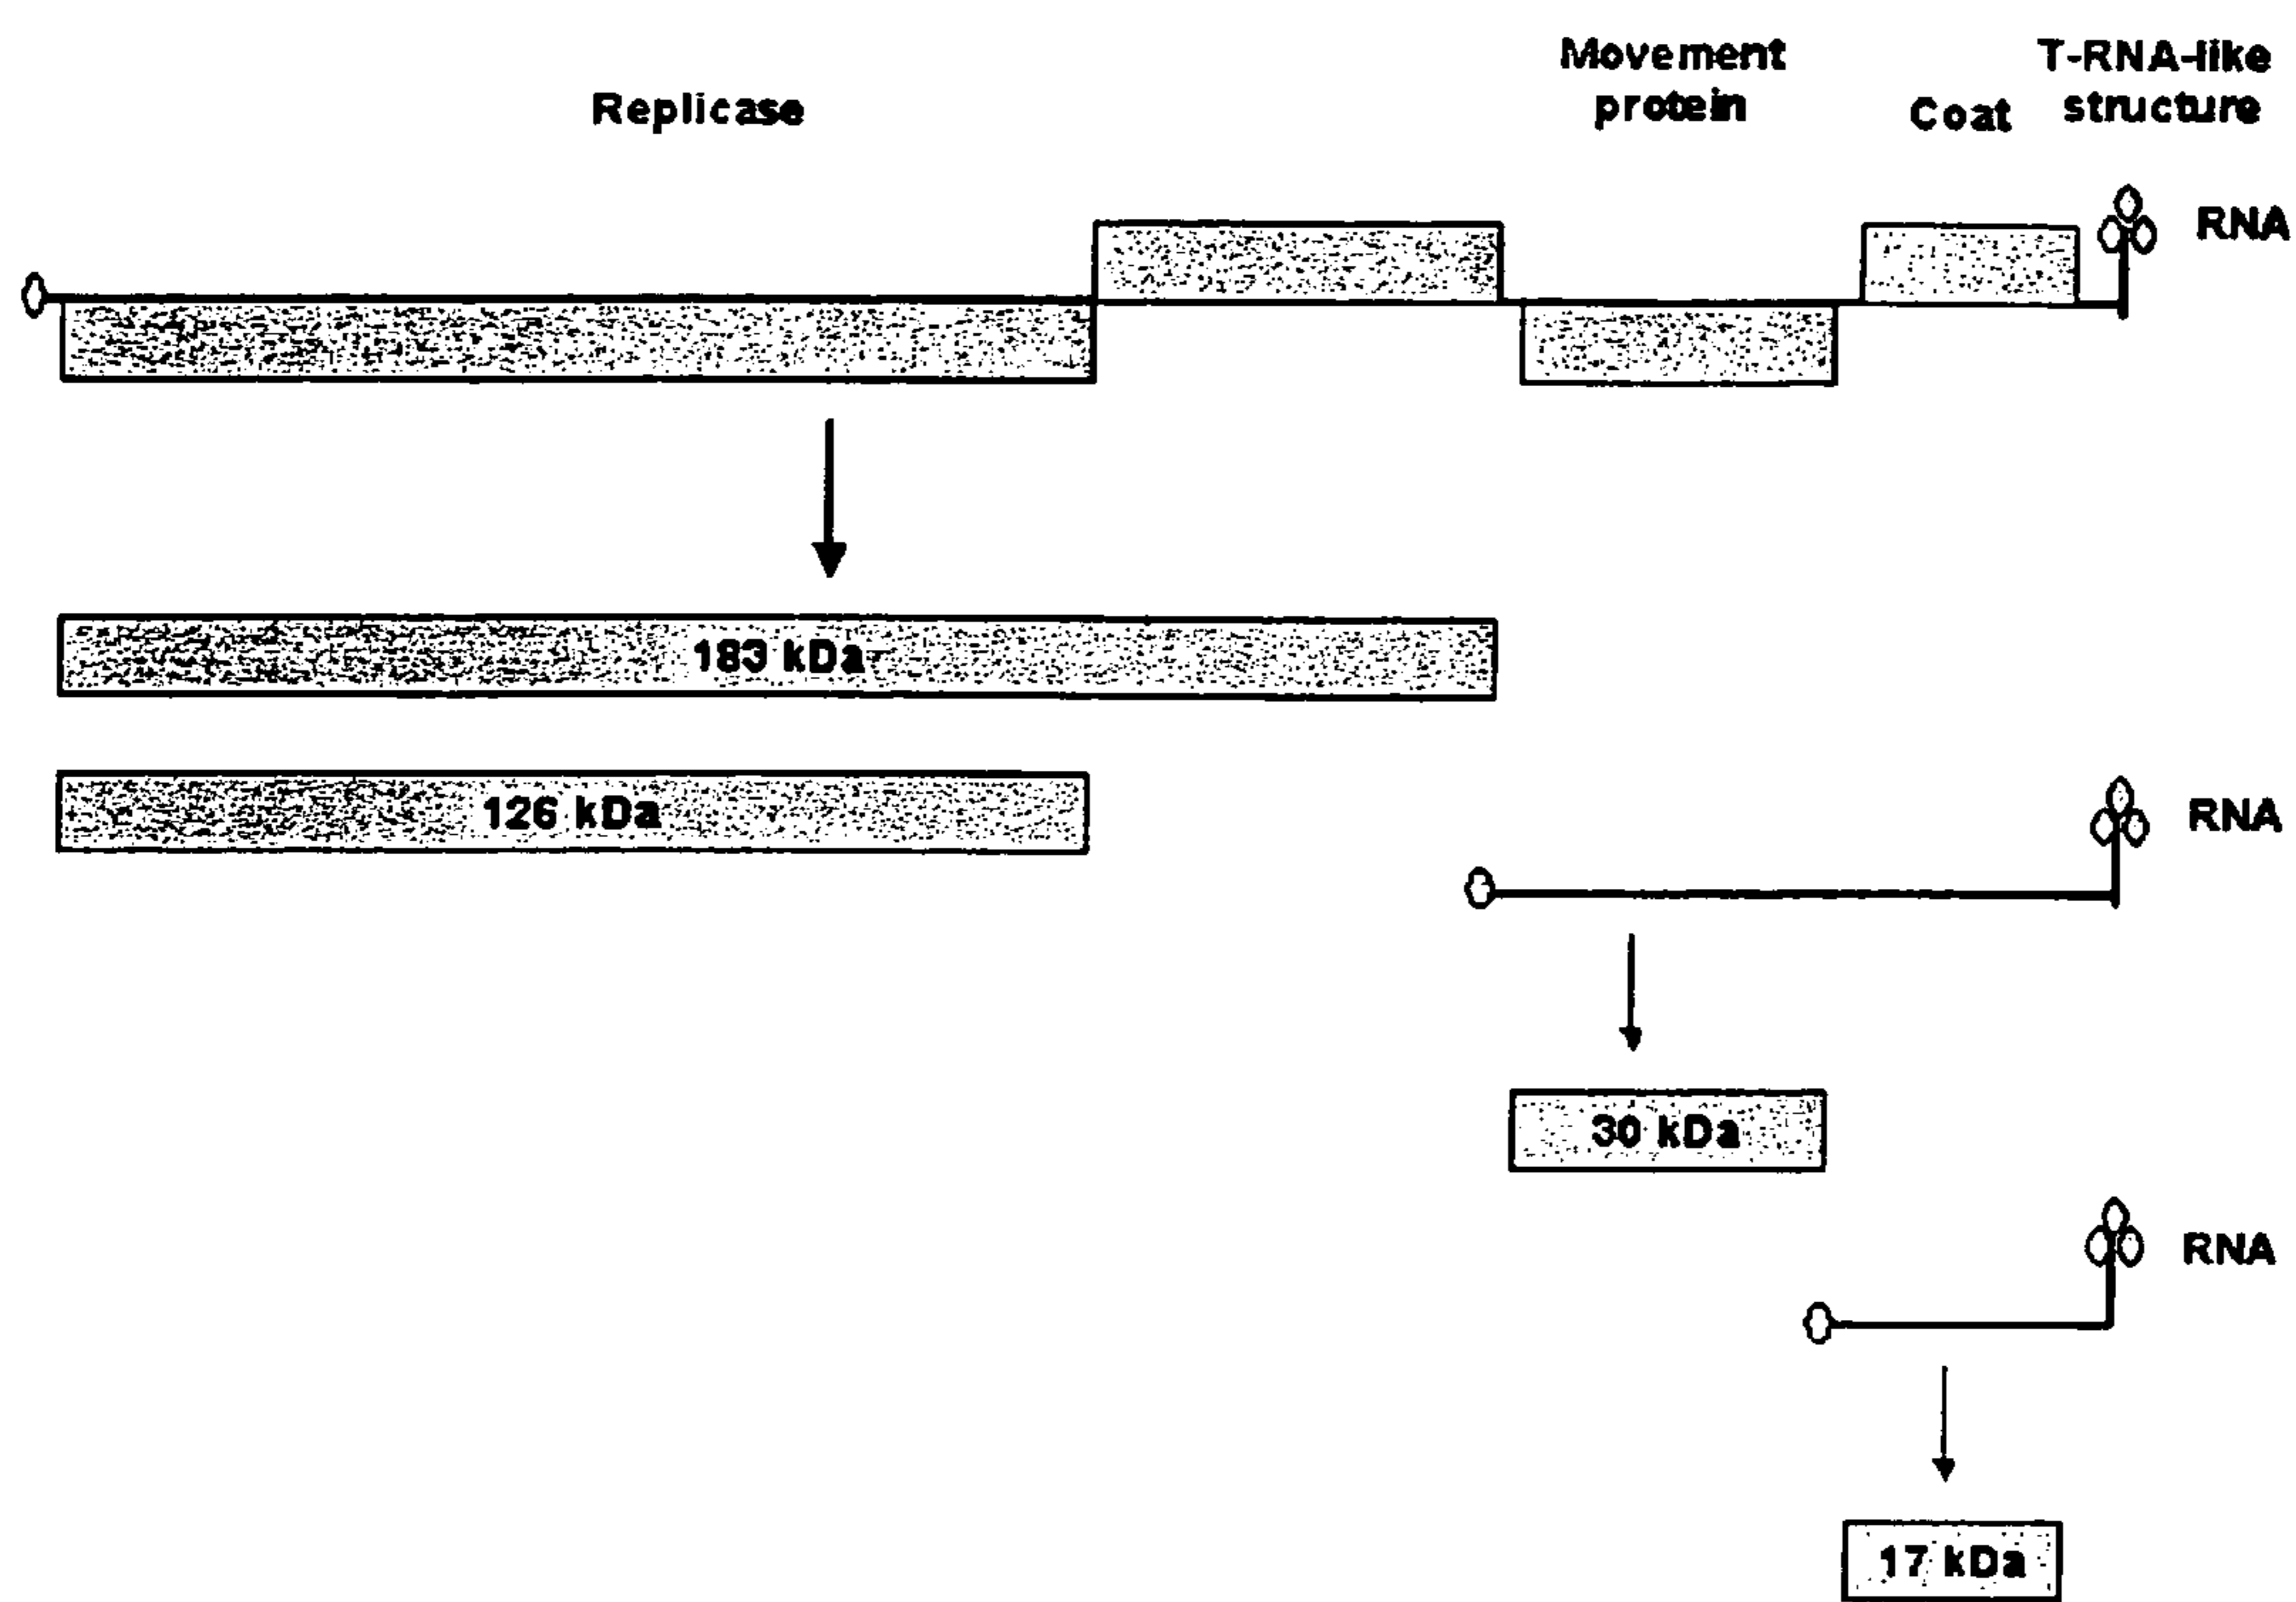 Replicase
Movement
protein
Coat
T-RNA-like
structure
RNA
183 kDa
126 kDa
RNA
30 kDa
RNA
17 kDa